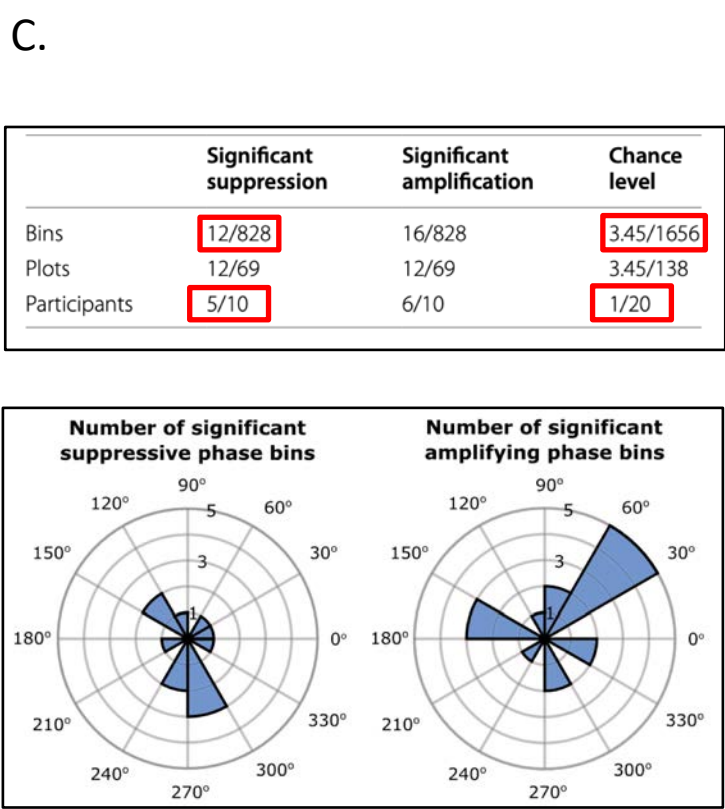 C.
Significant suppression Significant amplification Chance level
Bins 12/828 16/828 3.45/1656
Plots 12/69 12/69 3.45/138
Participants 5/10 6/10 1/20
Number of significant
suppressive phase bins
90°
120° 5 60°
150° 3 30°
1
180° 0°
210° 330°
240° 300°
270°
Number of significant
amplifying phase bins
90°
120° 5 60°
150° 3 30°
1
180° 0°
210° 330°
240° 300°
270°